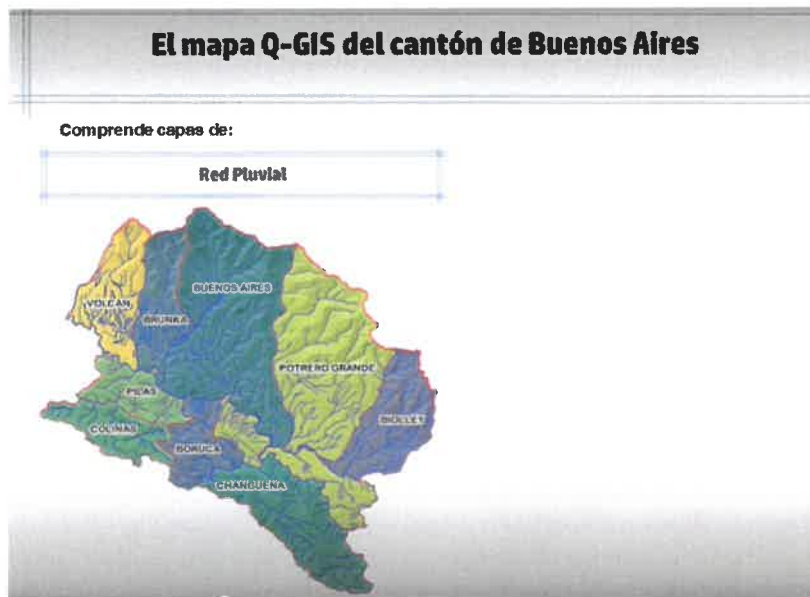 El mapa Q-GIS del cantón de Buenos Aires
Comprende capas de:
Red Pluvial
BUENOS AIRES
VOLCÁN
BRUNKA
POTRERO GRANDE
PILAS
BIOLLEY
COLINAS
BORUCA
CHANGUENA